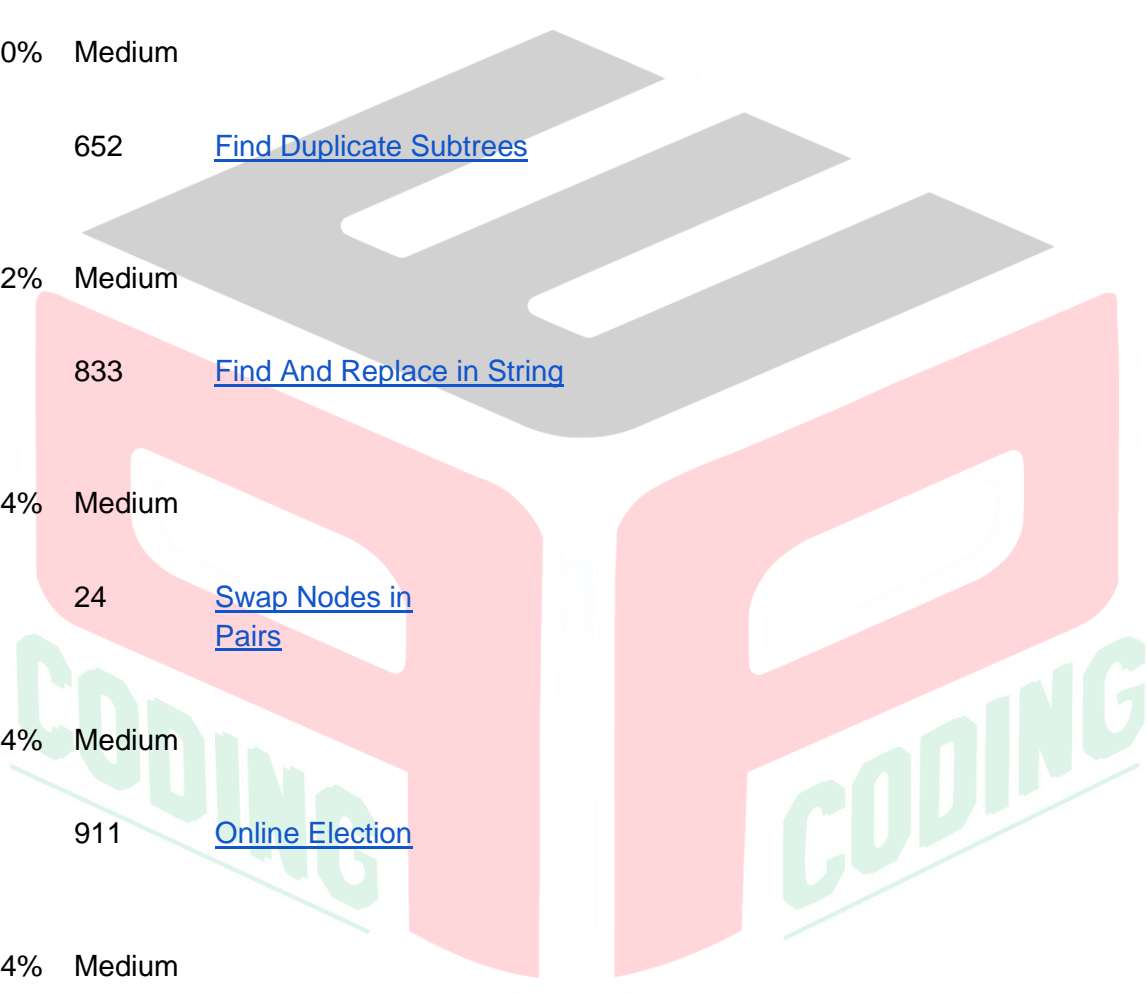 0% Medium
652 Find Duplicate Subtrees
2% Medium
833 Find And Replace in String
4% Medium
24 Swap Nodes in
Pairs
4% Medium
911 Online Election
4% Medium
CODING
CODING